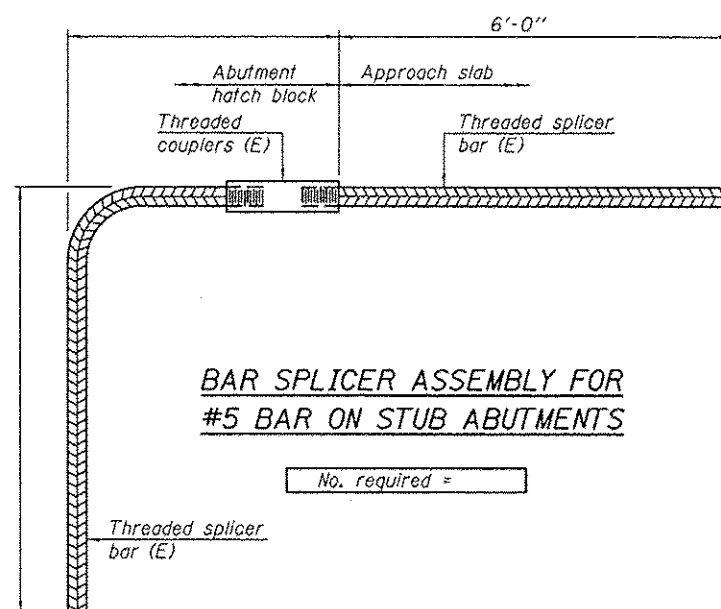 6'-0"
Abutment
hatch block
Approach slab
Threaded
couplers (E)
Threaded splicer
bar (E)
BAR SPLICER ASSEMBLY FOR
#5 BAR ON STUB ABUTMENTS
No. required =
Threaded splicer
bar (E)